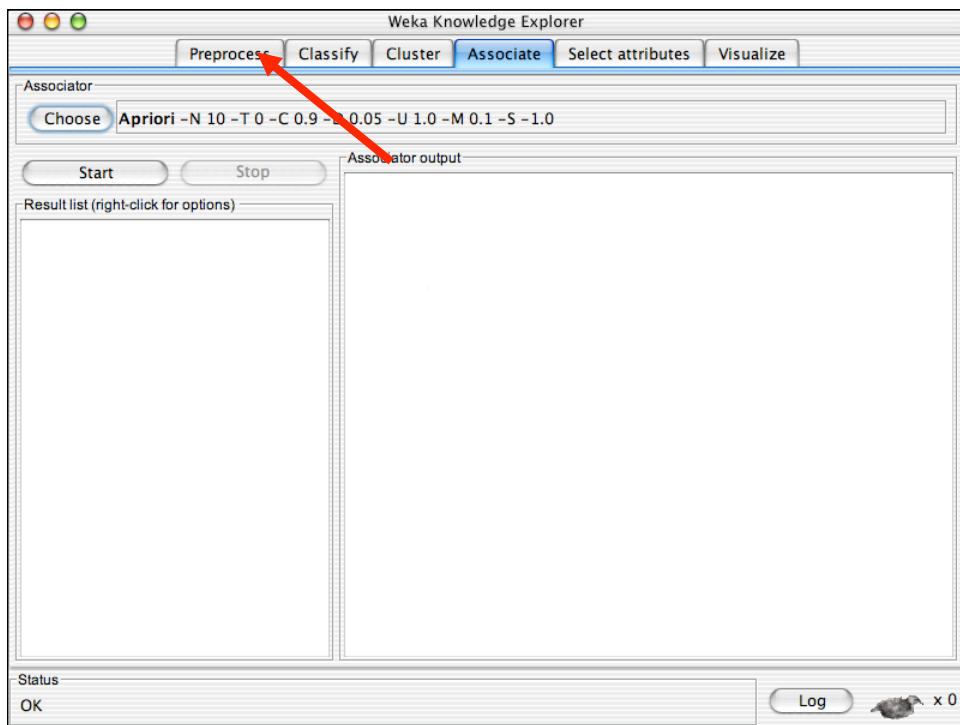 Weka Knowledge Explorer
Preprocess Classify Cluster Associate Select attributes Visualize
Associator
Choose Apriori -N 10 -T 0 -C 0.9 -D 0.05 -U 1.0 -M 0.1 -S -1.0
Start Stop
Associator output
Result list (right-click for options)
Status
OK
Log x 0